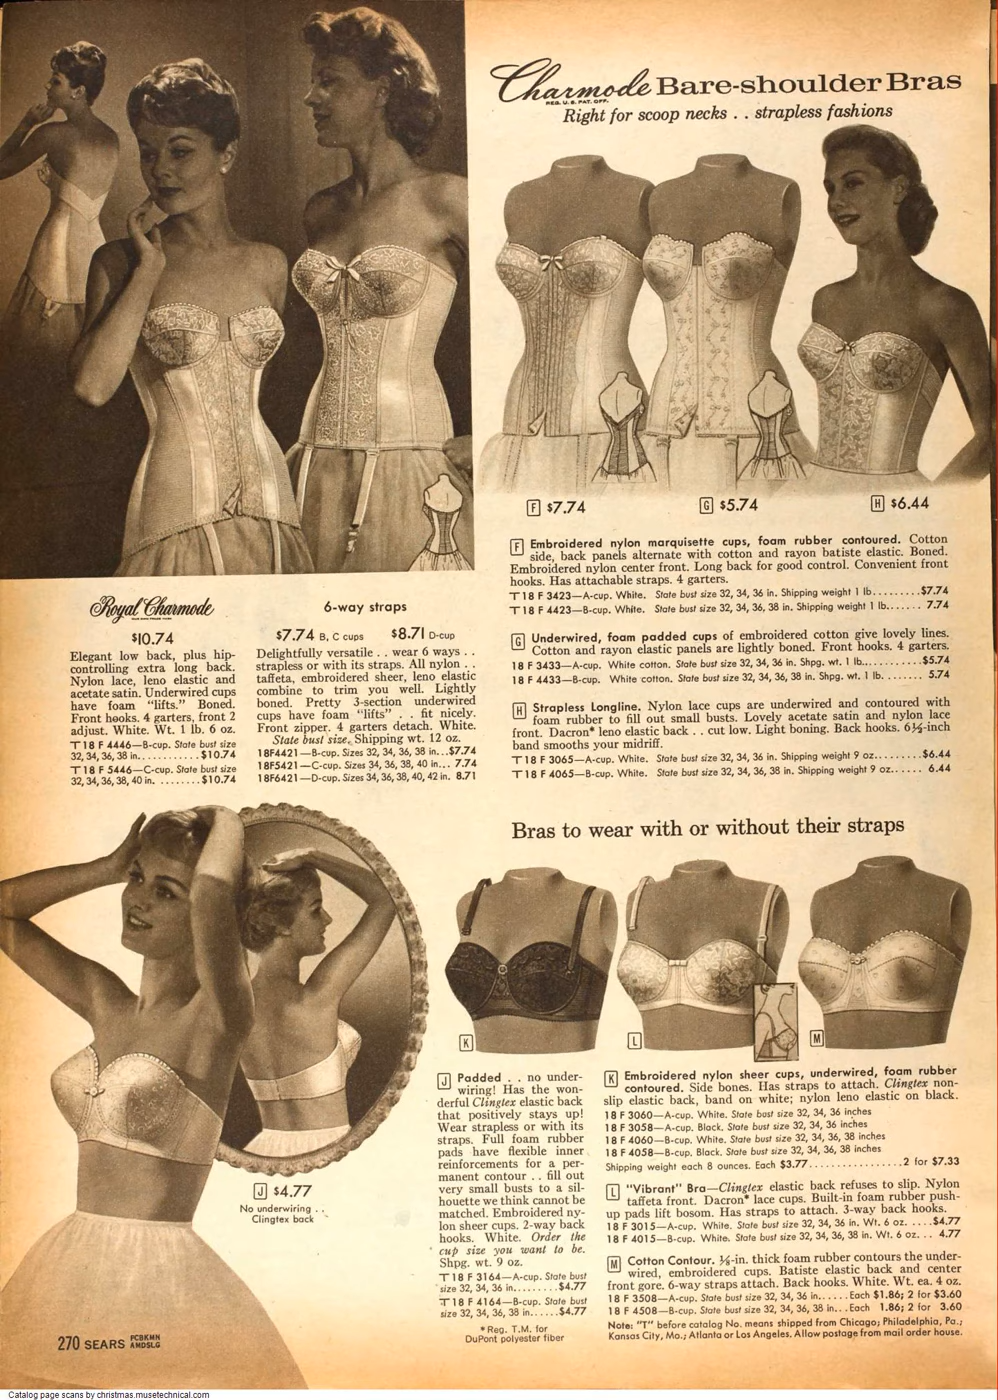 Charmode Bare-shoulder Bras
REG. U. S. PAT. OFF.
Right for scoop necks . . strapless fashions
F $7.74
G $5.74
H $6.44
F Embroidered nylon marquisette cups, foam rubber contoured. Cotton
side, back panels alternate with cotton and rayon batiste elastic. Boned.
Embroidered nylon center front. Long back for good control. Convenient front
hooks. Has attachable straps. 4 garters.
T 18 F 3423—A-cup. White. State bust size 32, 34, 36 in. Shipping weight 1 lb.........$7.74
T 18 F 4423—B-cup. White. State bust size 32, 34, 36, 38 in. Shipping weight 1 lb....... 7.74
G Underwired, foam padded cups of embroidered cotton give lovely lines.
Cotton and rayon elastic panels are lightly boned. Front hooks. 4 garters.
18 F 3433—A-cup. White cotton. State bust size 32, 34, 36 in. Shpg. wt. 1 lb............$5.74
18 F 4433—B-cup. White cotton. State bust size 32, 34, 36, 38 in. Shpg. wt. 1 lb......... 5.74
H Strapless Longline. Nylon lace cups are underwired and contoured with
foam rubber to fill out small busts. Lovely acetate satin and nylon lace
front. Dacron* leno elastic back . . cut low. Light boning. Back hooks. 6½-inch
band smooths your midriff.
T 18 F 3065—A-cup. White. State bust size 32, 34, 36 in. Shipping weight 9 oz.........$6.44
T 18 F 4065—B-cup. White. State bust size 32, 34, 36, 38 in. Shipping weight 9 oz...... 6.44
Royal Charmode
$10.74
Elegant low back, plus hip-
controlling extra long back.
Nylon lace, leno elastic and
acetate satin. Underwired cups
have foam "lifts." Boned.
Front hooks. 4 garters, front 2
adjust. White. Wt. 1 lb. 6 oz.
T 18 F 4446—B-cup. State bust size
32, 34, 36, 38 in............$10.74
T 18 F 5446—C-cup. State bust size
32, 34, 36, 38, 40 in. ........$10.74
6-way straps
$7.74 B, C cups $8.71 D-cup
Delightfully versatile . . wear 6 ways . .
strapless or with its straps. All nylon . .
taffeta, embroidered sheer, leno elastic
combine to trim you well. Lightly
boned. Pretty 3-section underwired
cups have foam "lifts" . . fit nicely.
Front zipper. 4 garters detach. White.
State bust size. Shipping wt. 12 oz.
18F4421—B-cup. Sizes 32, 34, 36, 38 in...$7.74
18F5421—C-cup. Sizes 34, 36, 38, 40 in... 7.74
18F6421—D-cup. Sizes 34, 36, 38, 40, 42 in. 8.71
Bras to wear with or without their straps
K
L
M
J $4.77
No underwiring . .
Clingtex back
J Padded . . no under-
wiring! Has the won-
derful Clingtex elastic back
that positively stays up!
Wear strapless or with its
straps. Full foam rubber
pads have flexible inner
reinforcements for a per-
manent contour . . fill out
very small busts to a sil-
houette we think cannot be
matched. Embroidered ny-
lon sheer cups. 2-way back
hooks. White. Order the
cup size you want to be.
Shpg. wt. 9 oz.
T 18 F 3164—A-cup. State bust
size 32, 34, 36 in.........$4.77
T 18 F 4164—B-cup. State bust
size 32, 34, 36, 38 in......$4.77
*Reg. T.M. for
DuPont polyester fiber
K Embroidered nylon sheer cups, underwired, foam rubber
contoured. Side bones. Has straps to attach. Clingtex non-
slip elastic back, band on white; nylon leno elastic on black.
18 F 3060—A-cup. White. State bust size 32, 34, 36 inches
18 F 3058—A-cup. Black. State bust size 32, 34, 36 inches
18 F 4060—B-cup. White. State bust size 32, 34, 36, 38 inches
18 F 4058—B-cup. Black. State bust size 32, 34, 36, 38 inches
Shipping weight each 8 ounces. Each $3.77.................2 for $7.33
L "Vibrant" Bra—Clingtex elastic back refuses to slip. Nylon
taffeta front. Dacron* lace cups. Built-in foam rubber push-
up pads lift bosom. Has straps to attach. 3-way back hooks.
18 F 3015—A-cup. White. State bust size 32, 34, 36 in. Wt. 6 oz. ....$4.77
18 F 4015—B-cup. White. State bust size 32, 34, 36, 38 in. Wt. 6 oz... 4.77
M Cotton Contour. ⅛-in. thick foam rubber contours the under-
wired, embroidered cups. Batiste elastic back and center
front gore. 6-way straps attach. Back hooks. White. Wt. ea. 4 oz.
18 F 3508—A-cup. State bust size 32, 34, 36 in......Each $1.86; 2 for $3.60
18 F 4508—B-cup. State bust size 32, 34, 36, 38 in...Each 1.86; 2 for 3.60
Note: "T" before catalog No. means shipped from Chicago; Philadelphia, Pa.;
Kansas City, Mo.; Atlanta or Los Angeles. Allow postage from mail order house.
270 SEARS PCBKMN
AMDSLG
Catalog page scans by christmas.musetechnical.com